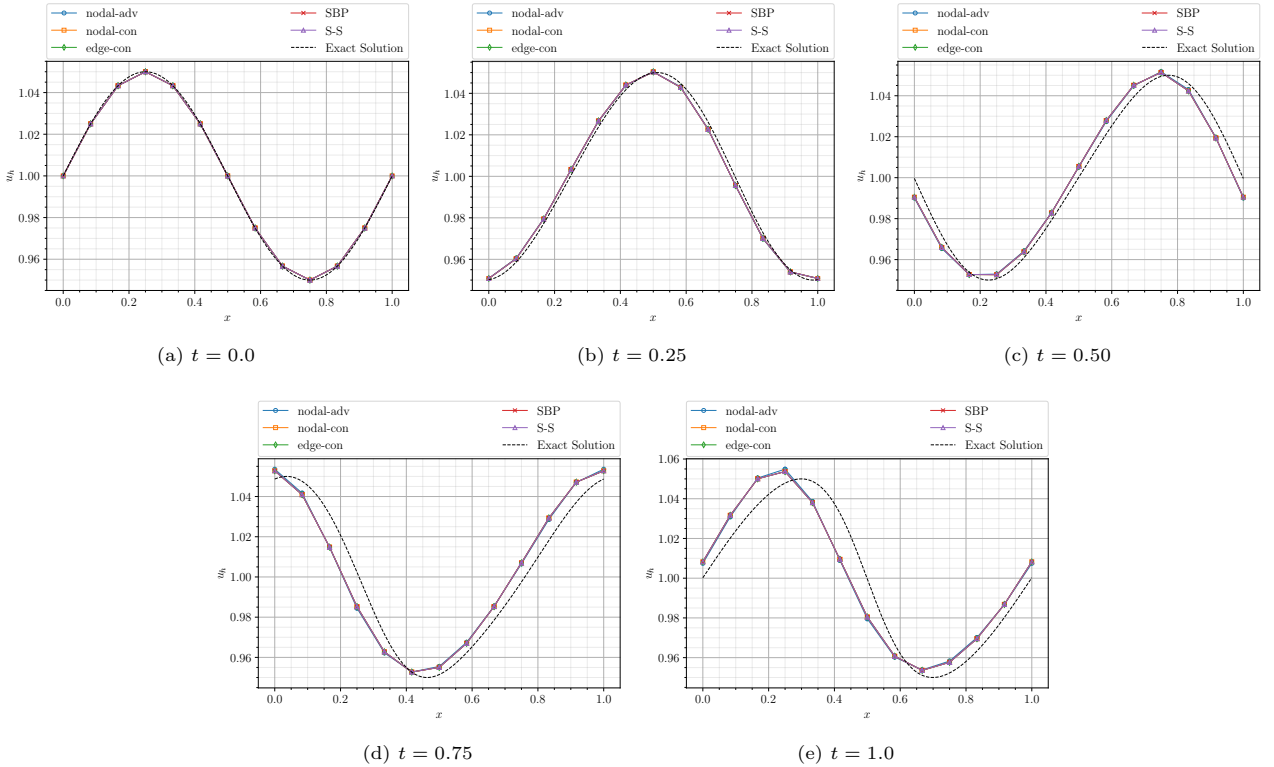 nodal-adv SBP
nodal-con S-S
edge-con Exact Solution
1.04
1.02
1.00
0.98
0.96
u_h
0.0 0.2 0.4 0.6 0.8 1.0
x
(a) t = 0.0
nodal-adv SBP
nodal-con S-S
edge-con Exact Solution
1.04
1.02
1.00
0.98
0.96
u_h
0.0 0.2 0.4 0.6 0.8 1.0
x
(b) t = 0.25
nodal-adv SBP
nodal-con S-S
edge-con Exact Solution
1.04
1.02
1.00
0.98
0.96
u_h
0.0 0.2 0.4 0.6 0.8 1.0
x
(c) t = 0.50
nodal-adv SBP
nodal-con S-S
edge-con Exact Solution
1.04
1.02
1.00
0.98
0.96
u_h
0.0 0.2 0.4 0.6 0.8 1.0
x
(d) t = 0.75
nodal-adv SBP
nodal-con S-S
edge-con Exact Solution
1.06
1.04
1.02
1.00
0.98
0.96
u_h
0.0 0.2 0.4 0.6 0.8 1.0
x
(e) t = 1.0